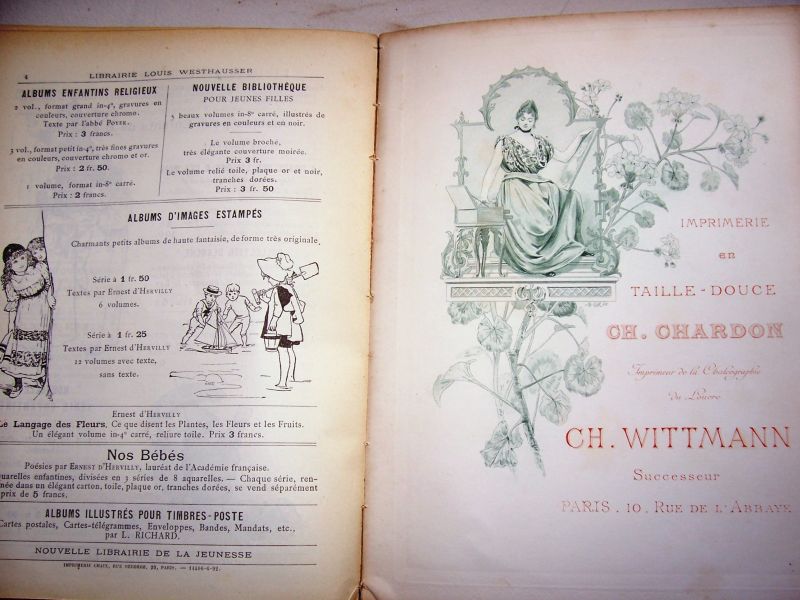 4
LIBRAIRIE LOUIS WESTHAUSSER
ALBUMS ENFANTINS RELIGIEUX
2 vol., format grand in-4°, gravures en
couleurs, couverture chromo.
Texte par l'abbé POYER.
Prix : 3 francs.
3 vol., format petit in-4°, très fines gravures
en couleurs, couverture chromo et or.
Prix : 2 fr. 50.
1 volume, format in-8° carré.
Prix : 2 francs.
NOUVELLE BIBLIOTHÈQUE
POUR JEUNES FILLES
5 beaux volumes in-8° carré, illustrés de
gravures en couleurs et en noir.
Le volume broché,
très élégante couverture moirée.
Prix 3 fr.
Le volume relié toile, plaque or et noir,
tranches dorées.
Prix : 3 fr. 50
ALBUMS D'IMAGES ESTAMPÉS
Charmants petits albums de haute fantaisie, de forme très originale,
Série à 1 fr. 50
Textes par Ernest d'HERVILLY
6 volumes.
Série à 1 fr. 25
Textes par Ernest d'HERVILLY
12 volumes avec texte,
sans texte.
Ernest d'HERVILLY
Le Langage des Fleurs, Ce que disent les Plantes, les Fleurs et les Fruits.
Un élégant volume in-4° carré, reliure toile. Prix 3 francs.
Nos Bébés
Poésies par ERNEST D'HERVILLY, lauréat de l'Académie française.
aquarelles enfantines, divisées en 3 séries de 8 aquarelles. — Chaque série, ren-
née dans un élégant carton, toile, plaque or, tranches dorées, se vend séparément
prix de 5 francs.
ALBUMS ILLUSTRÉS POUR TIMBRES-POSTE
Cartes postales, Cartes-télégrammes, Enveloppes, Bandes, Mandats, etc.,
par L. RICHARD.
NOUVELLE LIBRAIRIE DE LA JEUNESSE
IMPRIMERIE CHAIX, RUE BERGÈRE, 20, PARIS. —
IMPRIMERIE
en
TAILLE-DOUCE
CH. CHARDON
Imprimeur de la Chalcographie
du Louvre
CH. WITTMANN
Successeur
PARIS . 10, RUE DE L'ABBAYE